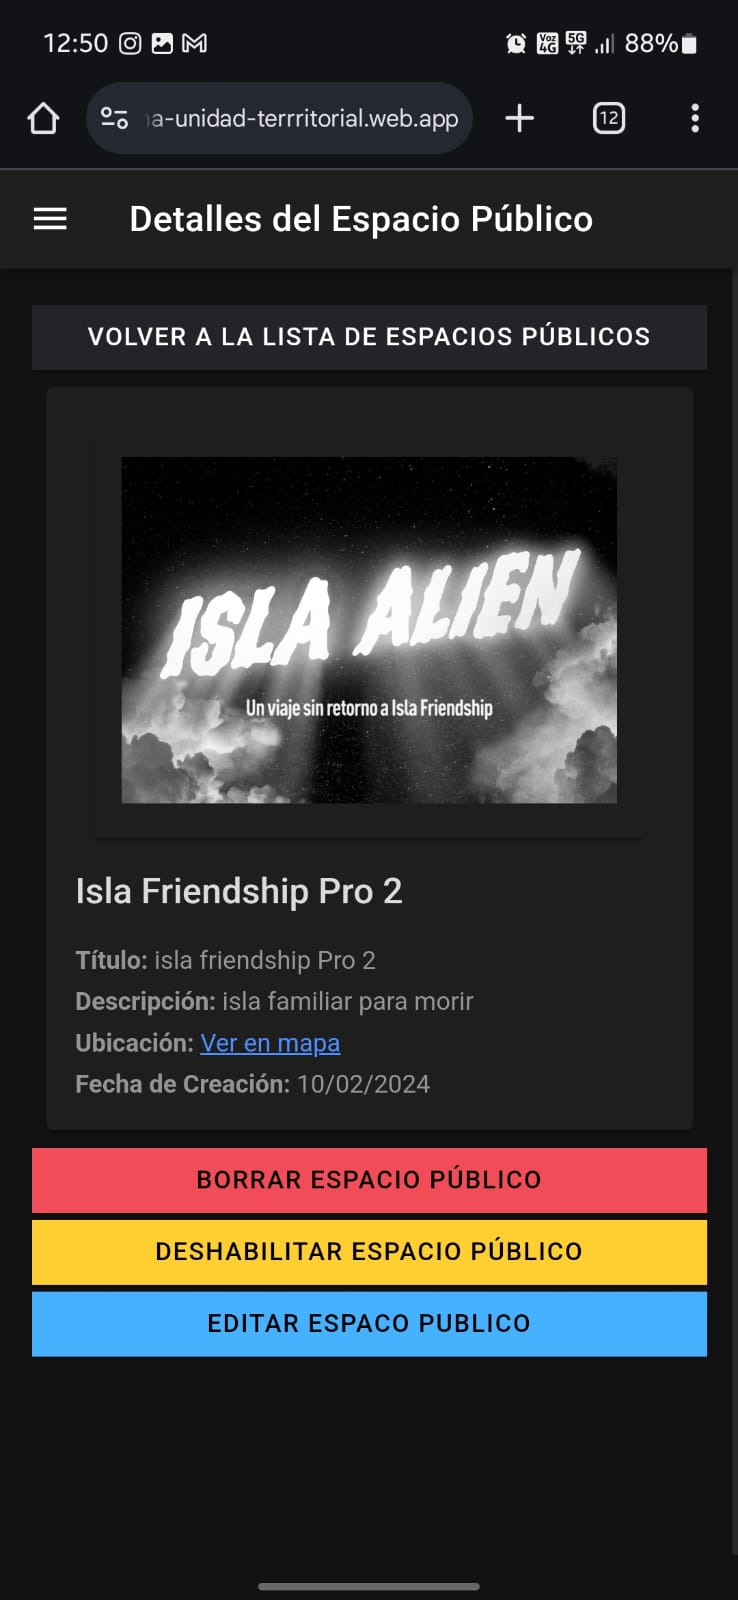 12:50
Voz 4G 5G 88%
a-unidad-terrritorial.web.app
12
Detalles del Espacio Público
VOLVER A LA LISTA DE ESPACIOS PÚBLICOS
ISLA ALIEN
Un viaje sin retorno a Isla Friendship
Isla Friendship Pro 2
Título: isla friendship Pro 2
Descripción: isla familiar para morir
Ubicación: Ver en mapa
Fecha de Creación: 10/02/2024
BORRAR ESPACIO PÚBLICO
DESHABILITAR ESPACIO PÚBLICO
EDITAR ESPACO PUBLICO